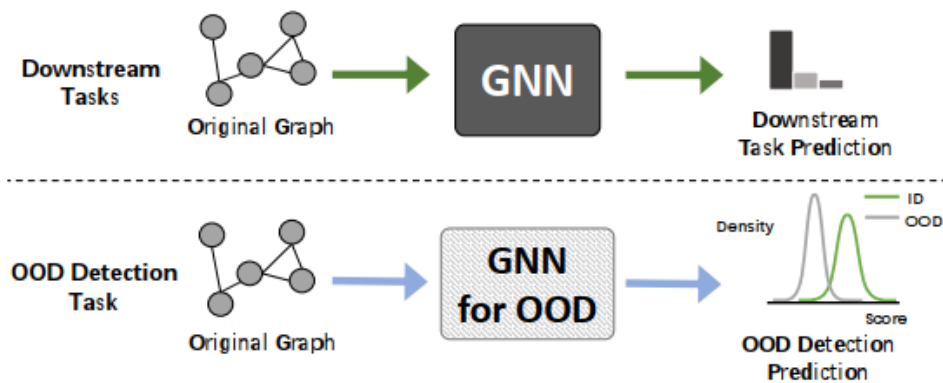 Downstream
Tasks
Original Graph
GNN
Downstream
Task Prediction
OOD Detection
Task
Original Graph
GNN
for OOD
Density
ID
OOD
Score
OOD Detection
Prediction